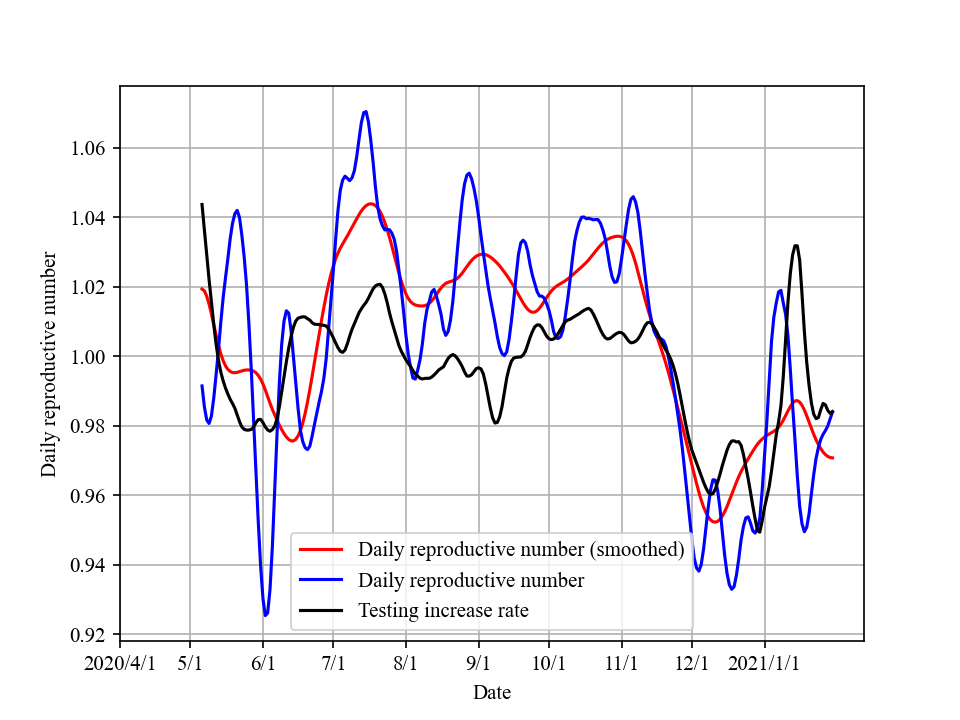 1.06
1.04
1.02
1.00
0.98
0.96
0.94
0.92
Daily reproductive number
Daily reproductive number (smoothed)
Daily reproductive number
Testing increase rate
2020/4/1 5/1 6/1 7/1 8/1 9/1 10/1 11/1 12/1 2021/1/1
Date